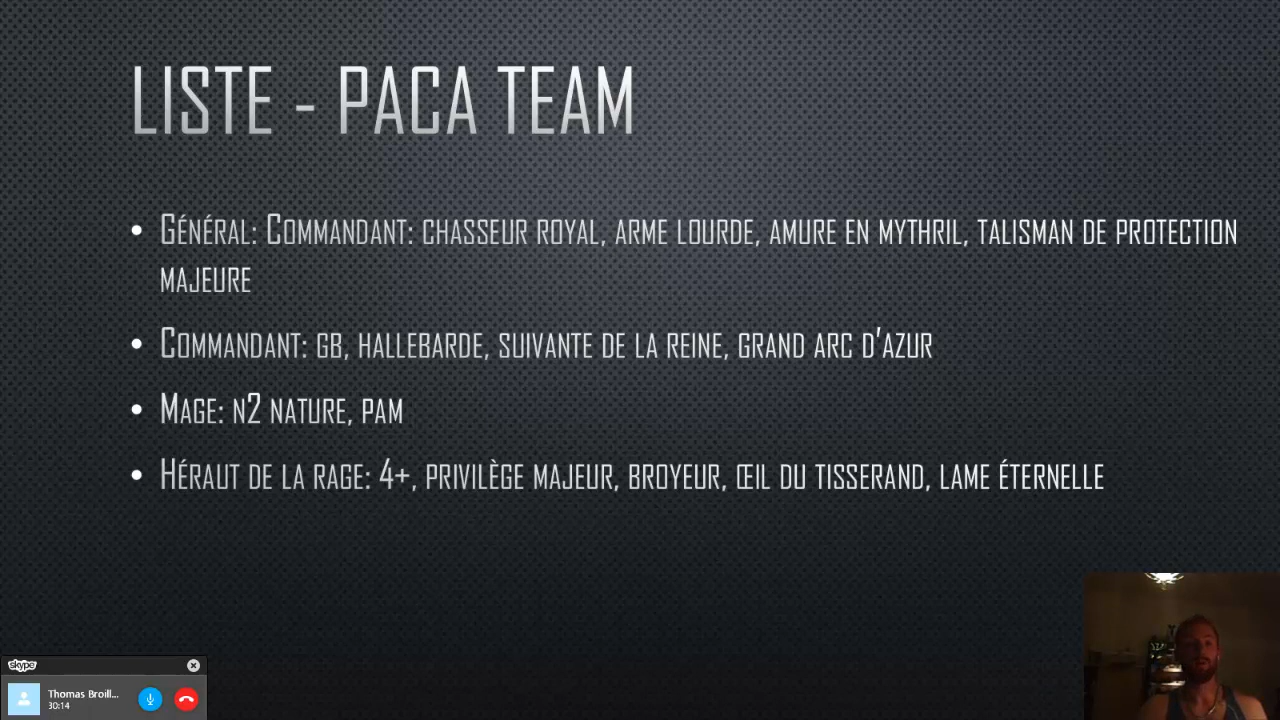 LISTE - PACA TEAM
• GÉNÉRAL: COMMANDANT: CHASSEUR ROYAL, ARME LOURDE, AMURE EN MYTHRIL, TALISMAN DE PROTECTION
MAJEURE
• COMMANDANT: GB, HALLEBARDE, SUIVANTE DE LA REINE, GRAND ARC D'AZUR
• MAGE: N2 NATURE, PAM
• HÉRAUT DE LA RAGE: 4+, PRIVILÈGE MAJEUR, BROYEUR, ŒIL DU TISSERAND, LAME ÉTERNELLE
skype
Thomas Broill...
30:14